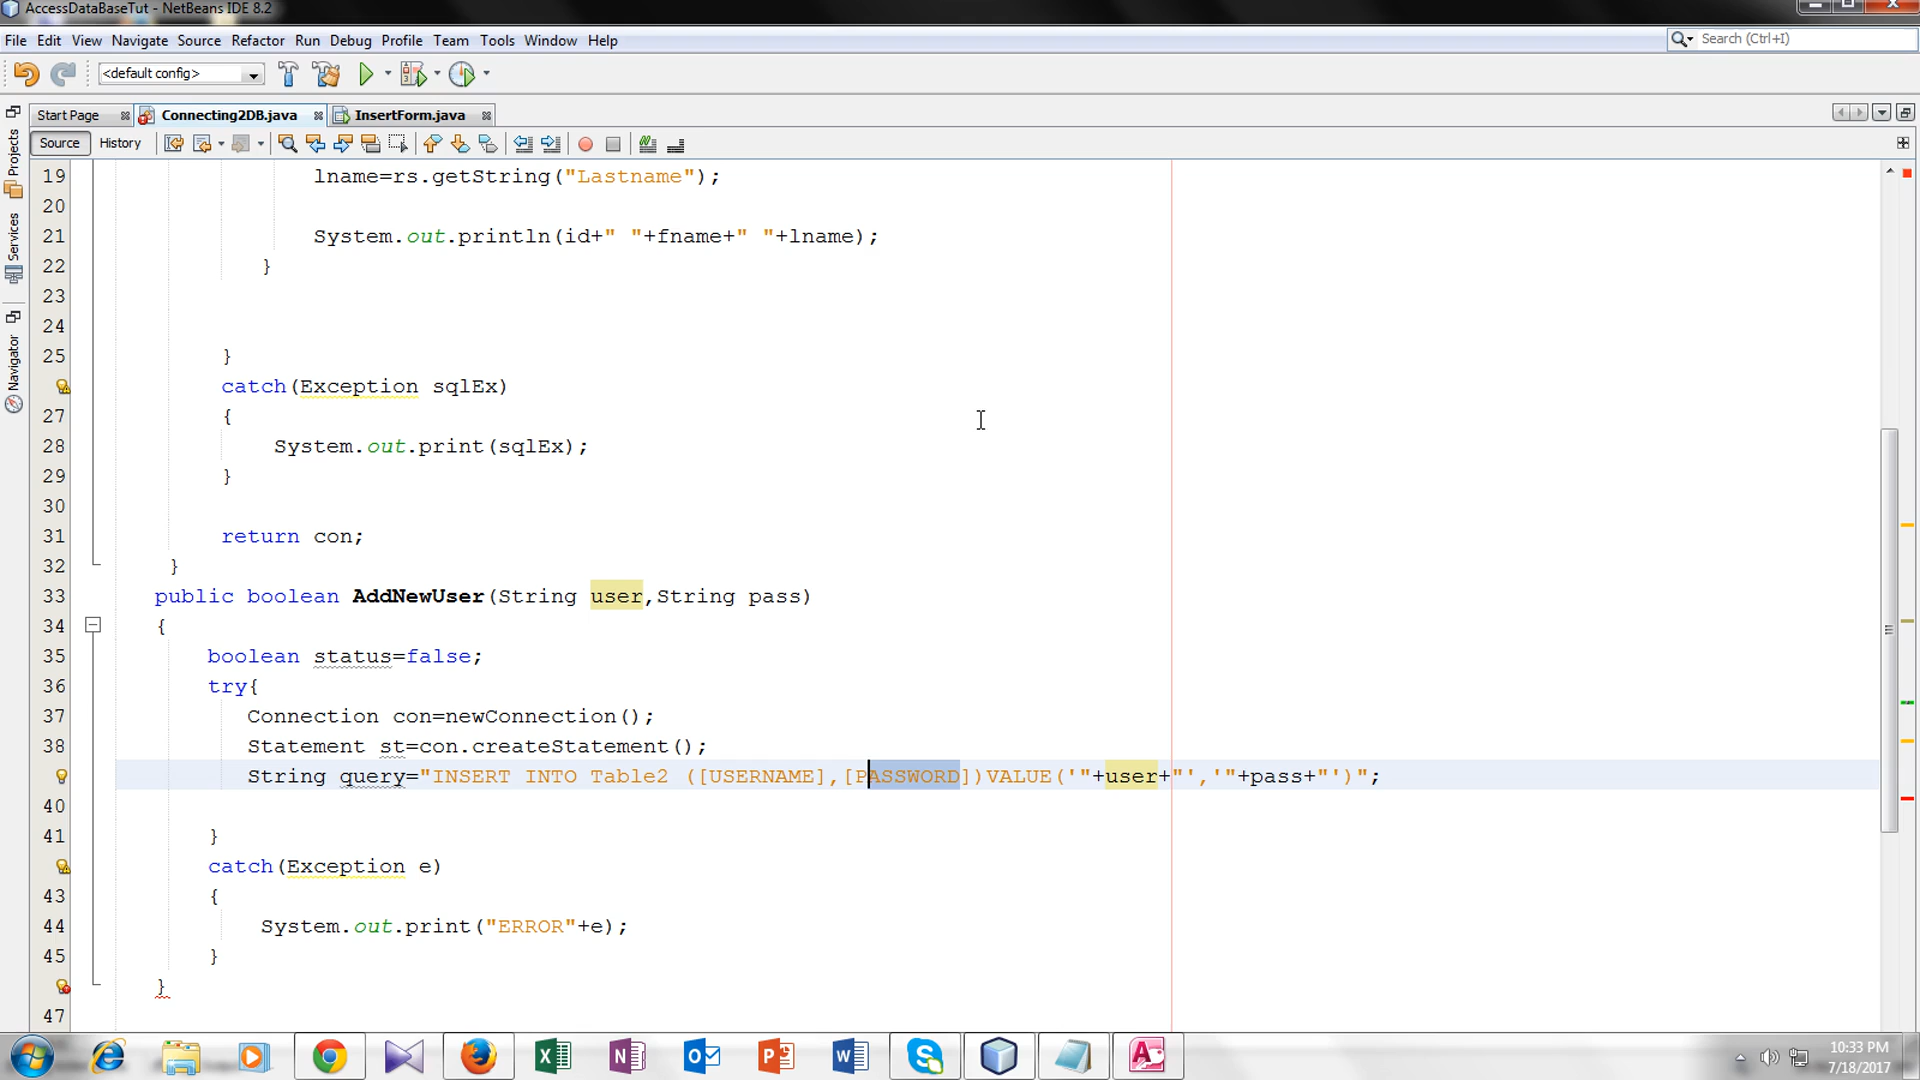 AccessDataBaseTut - NetBeans IDE 8.2
File Edit View Navigate Source Refactor Run Debug Profile Team Tools Window Help
Search (Ctrl+I)
<default config>
Start Page
Connecting2DB.java
InsertForm.java
Source History
Projects
Services
Navigator
19 lname=rs.getString("Lastname");
20
21 System.out.println(id+" "+fname+" "+lname);
22 }
23
24
25 }
catch(Exception sqlEx)
27 {
28 System.out.print(sqlEx);
29 }
30
31 return con;
32 }
33 public boolean AddNewUser(String user,String pass)
34 {
35 boolean status=false;
36 try{
37 Connection con=newConnection();
38 Statement st=con.createStatement();
String query="INSERT INTO Table2 ([USERNAME],[PASSWORD])VALUE('"+user+"','"+pass+"')";
40
41 }
catch(Exception e)
43 {
44 System.out.print("ERROR"+e);
45 }
}
47
10:33 PM
7/18/2017